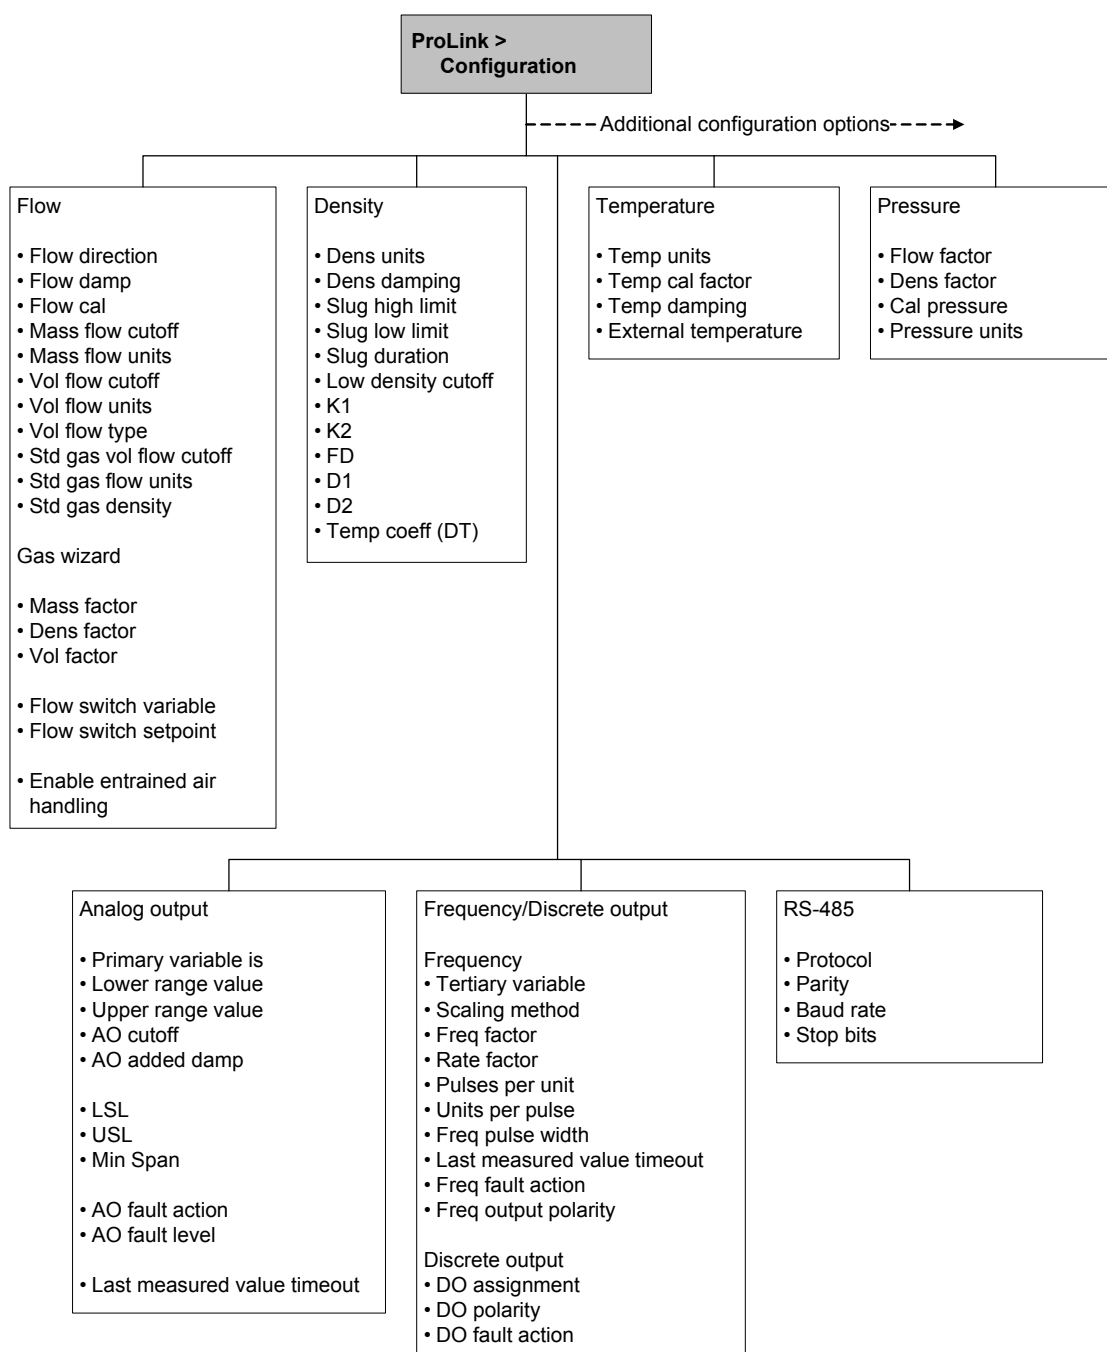 ProLink >
Configuration
Additional configuration options
Flow
• Flow direction
• Flow damp
• Flow cal
• Mass flow cutoff
• Mass flow units
• Vol flow cutoff
• Vol flow units
• Vol flow type
• Std gas vol flow cutoff
• Std gas flow units
• Std gas density
Gas wizard
• Mass factor
• Dens factor
• Vol factor
• Flow switch variable
• Flow switch setpoint
• Enable entrained air
handling
Density
• Dens units
• Dens damping
• Slug high limit
• Slug low limit
• Slug duration
• Low density cutoff
• K1
• K2
• FD
• D1
• D2
• Temp coeff (DT)
Temperature
• Temp units
• Temp cal factor
• Temp damping
• External temperature
Pressure
• Flow factor
• Dens factor
• Cal pressure
• Pressure units
Analog output
• Primary variable is
• Lower range value
• Upper range value
• AO cutoff
• AO added damp
• LSL
• USL
• Min Span
• AO fault action
• AO fault level
• Last measured value timeout
Frequency/Discrete output
Frequency
• Tertiary variable
• Scaling method
• Freq factor
• Rate factor
• Pulses per unit
• Units per pulse
• Freq pulse width
• Last measured value timeout
• Freq fault action
• Freq output polarity
Discrete output
• DO assignment
• DO polarity
• DO fault action
RS-485
• Protocol
• Parity
• Baud rate
• Stop bits